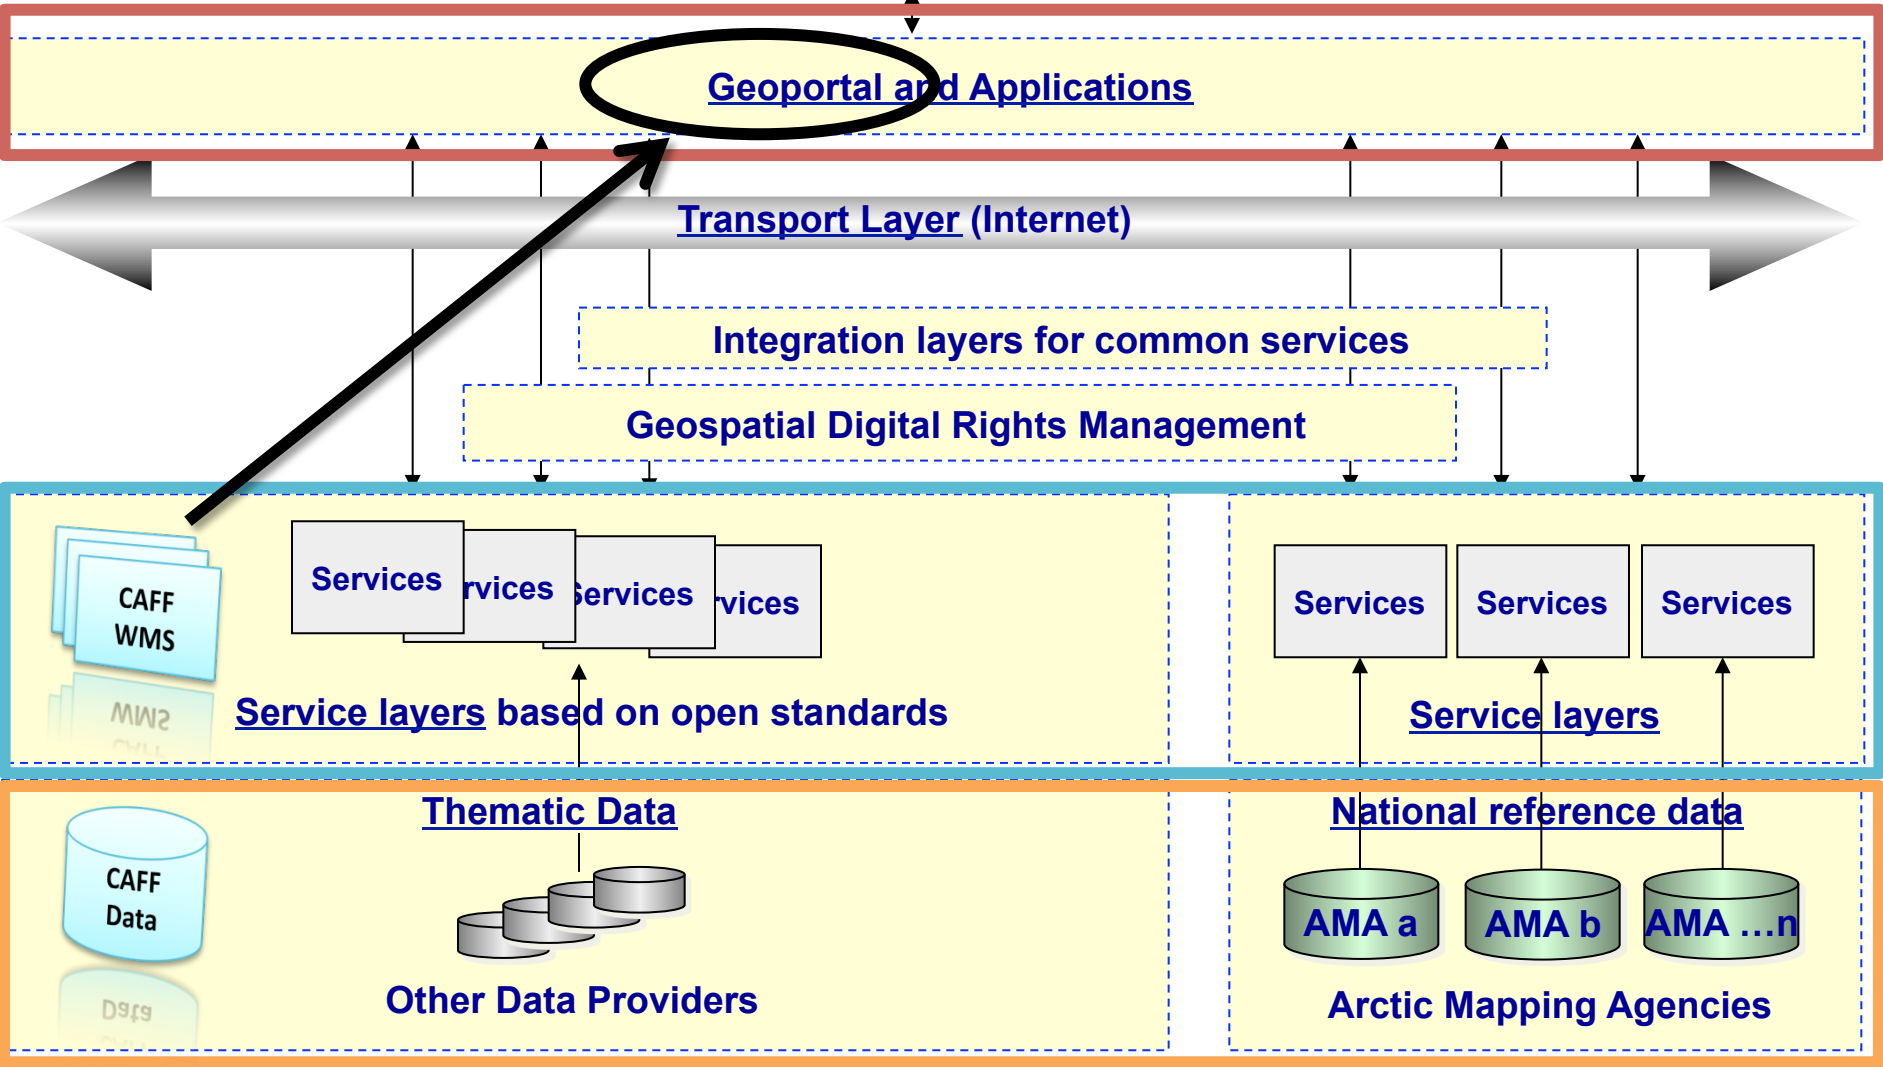 Geoportal and Applications
Transport Layer (Internet)
Integration layers for common services
Geospatial Digital Rights Management
CAFF
WMS
Services
rvices
Services
rvices
Service layers based on open standards
Services
Services
Services
Service layers
Thematic Data
CAFF
Data
Other Data Providers
National reference data
AMA a
AMA b
AMA …n
Arctic Mapping Agencies